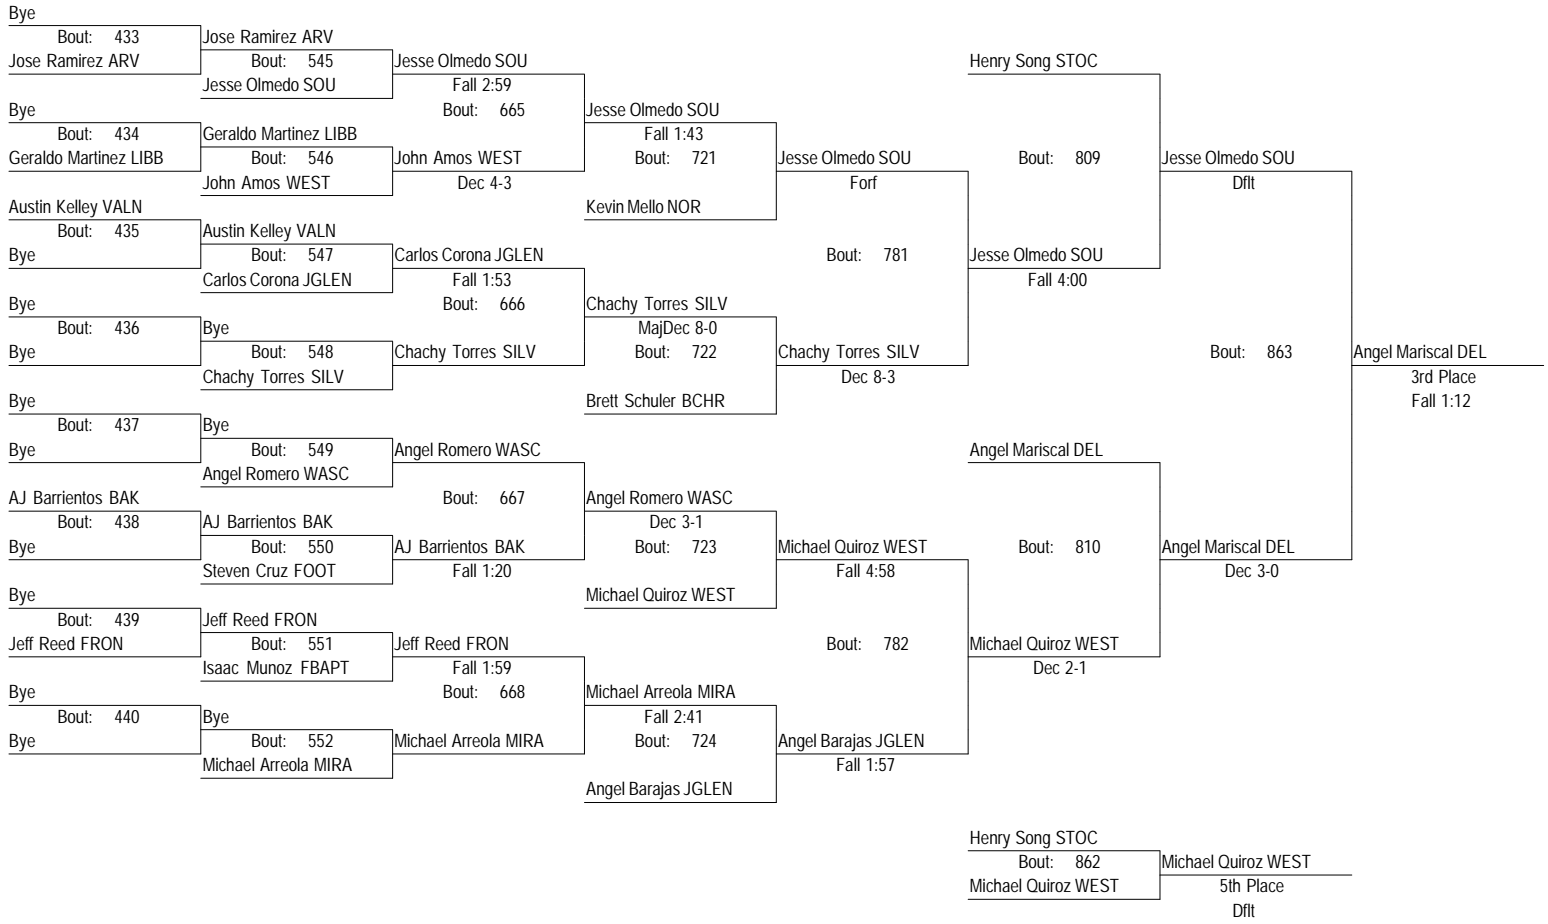 Bye
Bout: 433
Jose Ramirez ARV
Bye
Bout: 434
Geraldo Martinez LIBB
Austin Kelley VALN
Bout: 435
Bye
Bye
Bout: 436
Bye
Bye
Bout: 437
Bye
AJ Barrientos BAK
Bout: 438
Bye
Bye
Bout: 439
Jeff Reed FRON
Bye
Bout: 440
Bye
Jose Ramirez ARV
Bout: 545
Jesse Olmedo SOU
Geraldo Martinez LIBB
Bout: 546
John Amos WEST
Austin Kelley VALN
Bout: 547
Carlos Corona JGLEN
Bye
Bout: 548
Chachy Torres SILV
Bye
Bout: 549
Angel Romero WASC
AJ Barrientos BAK
Bout: 550
Steven Cruz FOOT
Jeff Reed FRON
Bout: 551
Isaac Munoz FBAPT
Bye
Bout: 552
Michael Arreola MIRA
Jesse Olmedo SOU
Fall 2:59
Bout: 665
John Amos WEST
Dec 4-3
Carlos Corona JGLEN
Fall 1:53
Bout: 666
Chachy Torres SILV
Angel Romero WASC
Bout: 667
AJ Barrientos BAK
Fall 1:20
Jeff Reed FRON
Fall 1:59
Bout: 668
Michael Arreola MIRA
Jesse Olmedo SOU
Fall 1:43
Bout: 721
Kevin Mello NOR
Chachy Torres SILV
MajDec 8-0
Bout: 722
Brett Schuler BCHR
Angel Romero WASC
Dec 3-1
Bout: 723
Michael Quiroz WEST
Michael Arreola MIRA
Fall 2:41
Bout: 724
Angel Barajas JGLEN
Jesse Olmedo SOU
Forf
Bout: 781
Chachy Torres SILV
Dec 8-3
Michael Quiroz WEST
Fall 4:58
Bout: 782
Angel Barajas JGLEN
Fall 1:57
Henry Song STOC
Bout: 809
Jesse Olmedo SOU
Fall 4:00
Angel Mariscal DEL
Bout: 810
Michael Quiroz WEST
Dec 2-1
Jesse Olmedo SOU
Dflt
Bout: 863
Angel Mariscal DEL
Dec 3-0
Angel Mariscal DEL
3rd Place
Fall 1:12
Henry Song STOC
Bout: 862
Michael Quiroz WEST
Michael Quiroz WEST
5th Place
Dflt